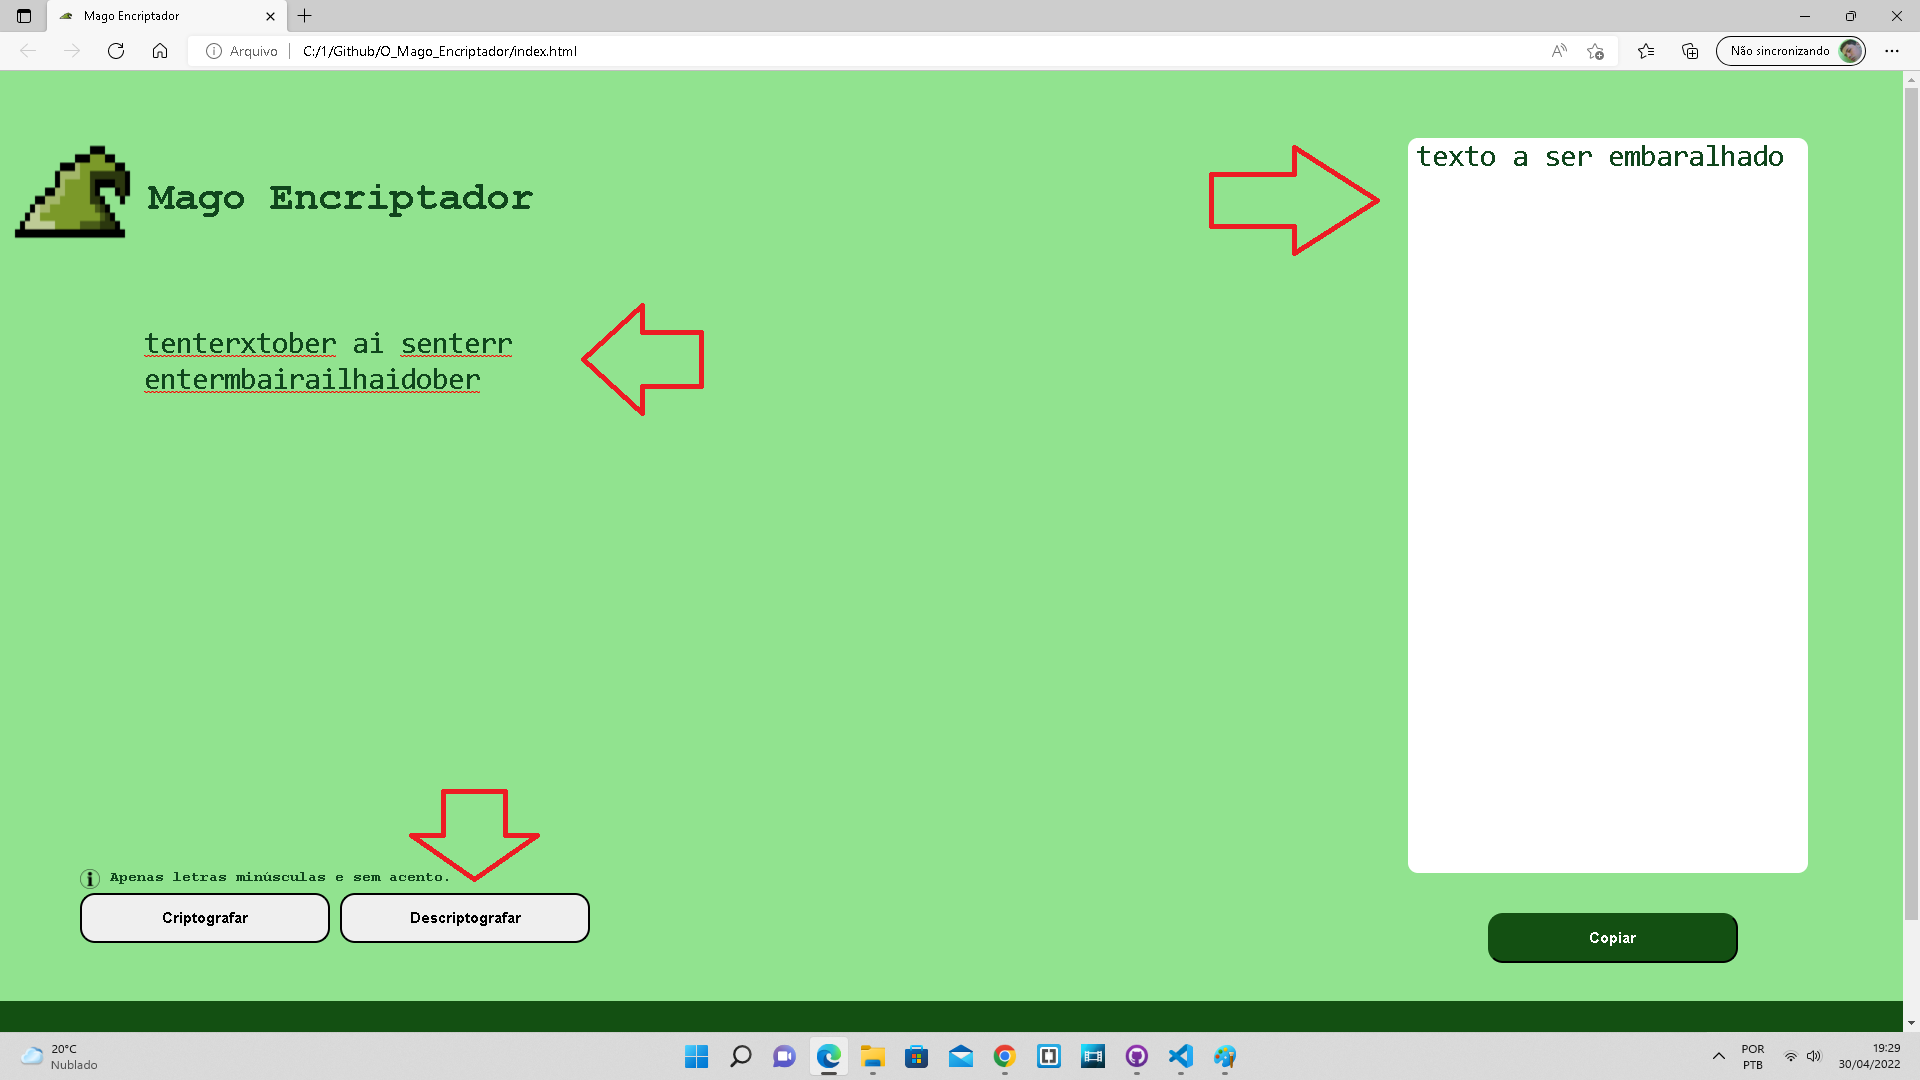 Mago Encriptador
Arquivo
C:/1/Github/O_Mago_Encriptador/index.html
Não sincronizando
Mago Encriptador
texto a ser embaralhado
tenterxtober ai senterr
entermbairailhaidober
Apenas letras minúsculas e sem acento.
Criptografar
Descriptografar
Copiar
20°C
Nublado
POR
PTB
19:29
30/04/2022